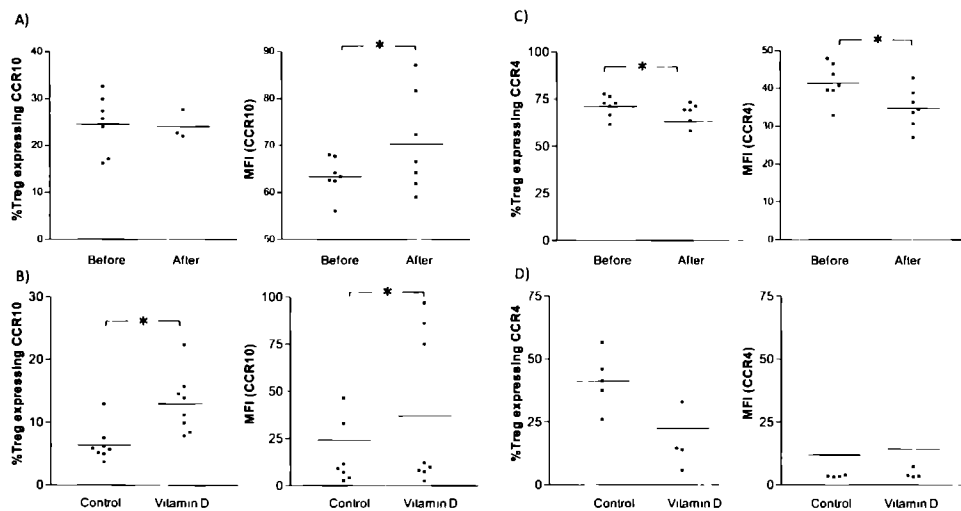 A)
%Treg expressing CCR10
40
30
20
10
0
Before
After
MFI (CCR10)
90
80
70
60
50
*
Before
After
C)
%Treg expressing CCR4
100
75
50
25
0
*
Before
After
MFI (CCR4)
50
40
30
20
10
0
*
Before
After
B)
%Treg expressing CCR10
30
20
10
0
*
Control
Vitamin D
MFI (CCR10)
100
75
50
25
0
*
Control
Vitamin D
D)
%Treg expressing CCR4
75
50
25
0
Control
Vitamin D
MFI (CCR4)
75
50
25
0
Control
Vitamin D